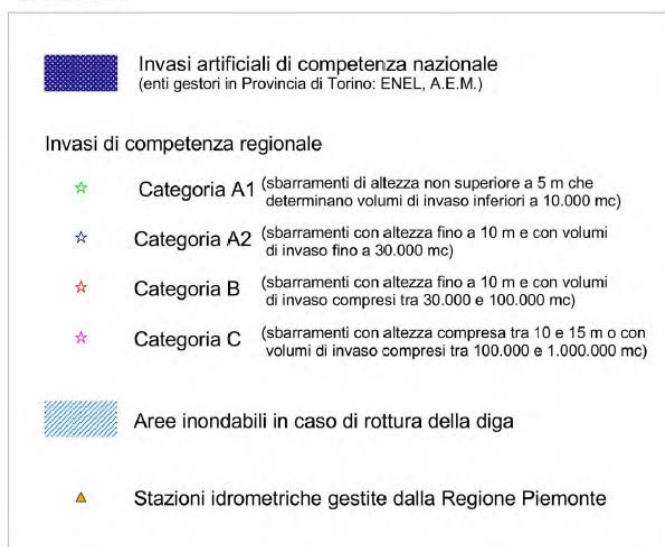 Invasi artificiali di competenza nazionale
(enti gestori in Provincia di Torino: ENEL, A.E.M.)
Invasi di competenza regionale
Categoria A1 (sbarramenti di altezza non superiore a 5 m che
determinano volumi di invaso inferiori a 10.000 mc)
Categoria A2 (sbarramenti con altezza fino a 10 m e con volumi
di invaso fino a 30.000 mc)
Categoria B (sbarramenti con altezza fino a 10 m e con volumi
di invaso compresi tra 30.000 e 100.000 mc)
Categoria C (sbarramenti con altezza compresa tra 10 e 15 m o con
volumi di invaso compresi tra 100.000 e 1.000.000 mc)
Aree inondabili in caso di rottura della diga
Stazioni idrometriche gestite dalla Regione Piemonte